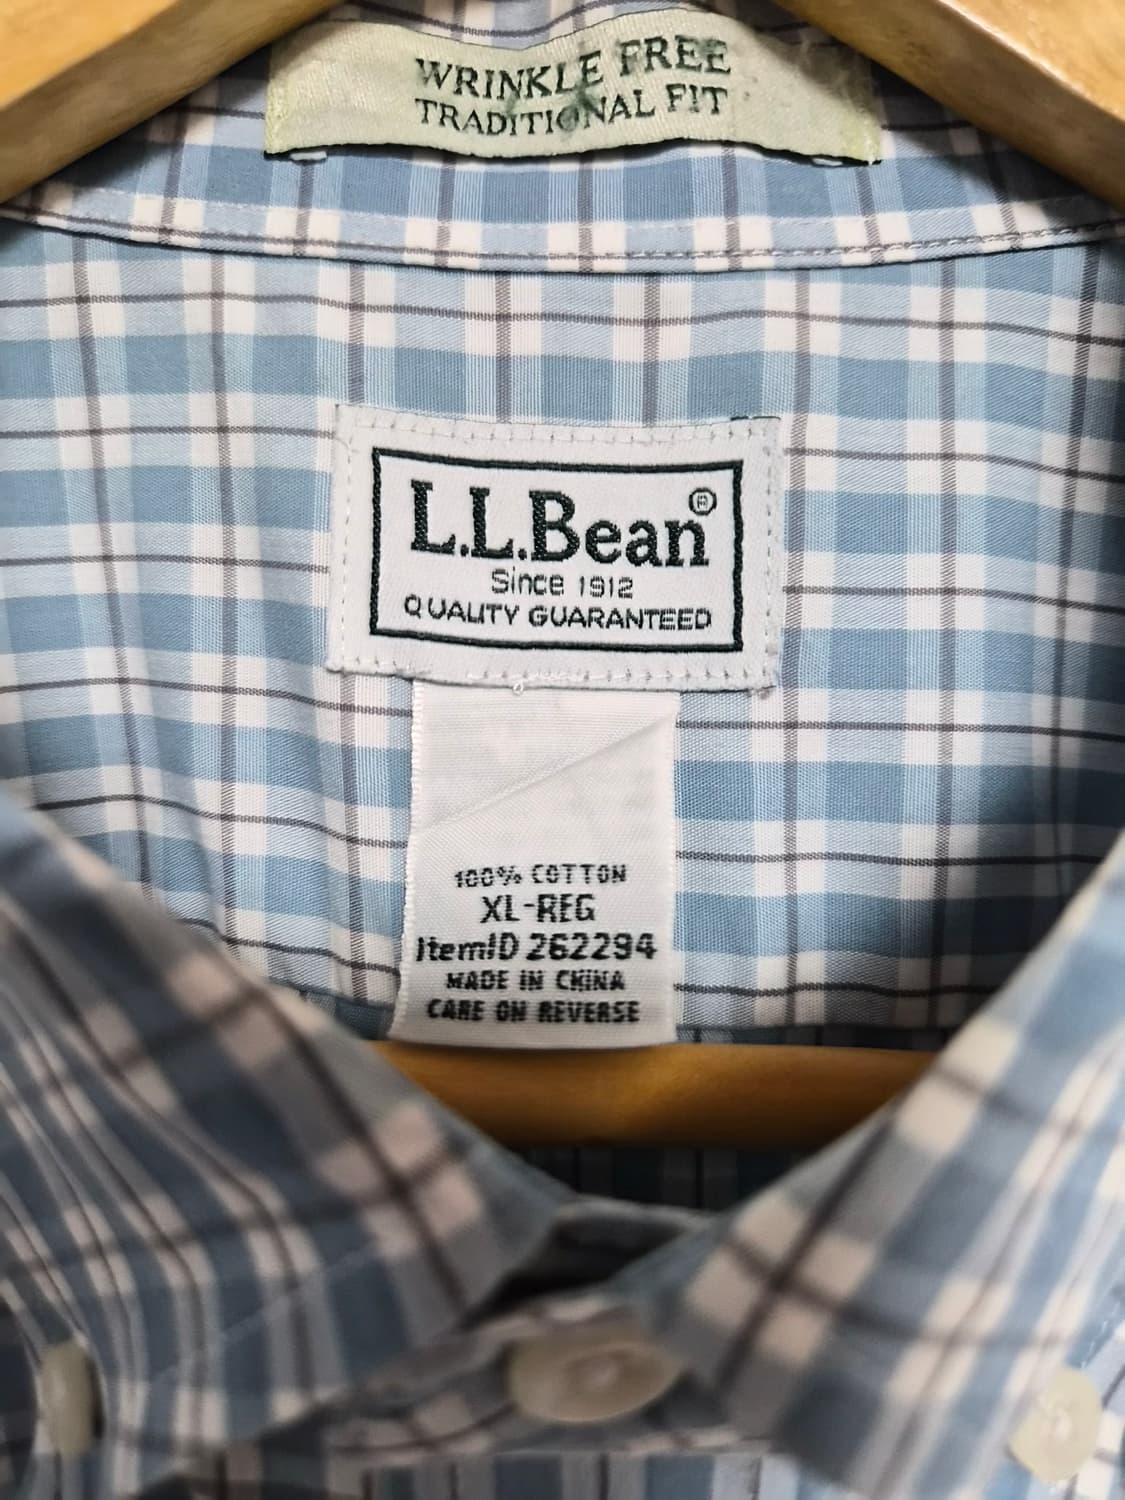 WRINKLE FREE
TRADITIONAL FIT
L.L.Bean®
Since 1912
QUALITY GUARANTEED
100% COTTON
XL-REG
ItemID 262294
MADE IN CHINA
CARE ON REVERSE